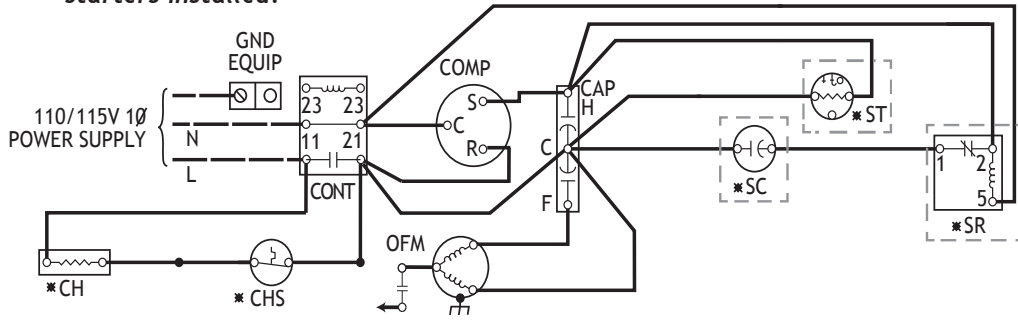 starters installed.
GND
EQUIP
COMP
CAP
S
H
23 23
110/115V 1Ø
POWER SUPPLY
N
C
※ ST
11 21
R
C
L
1 2
CONT
※ SC
F
5
※ SR
OFM
※ CH
※ CHS